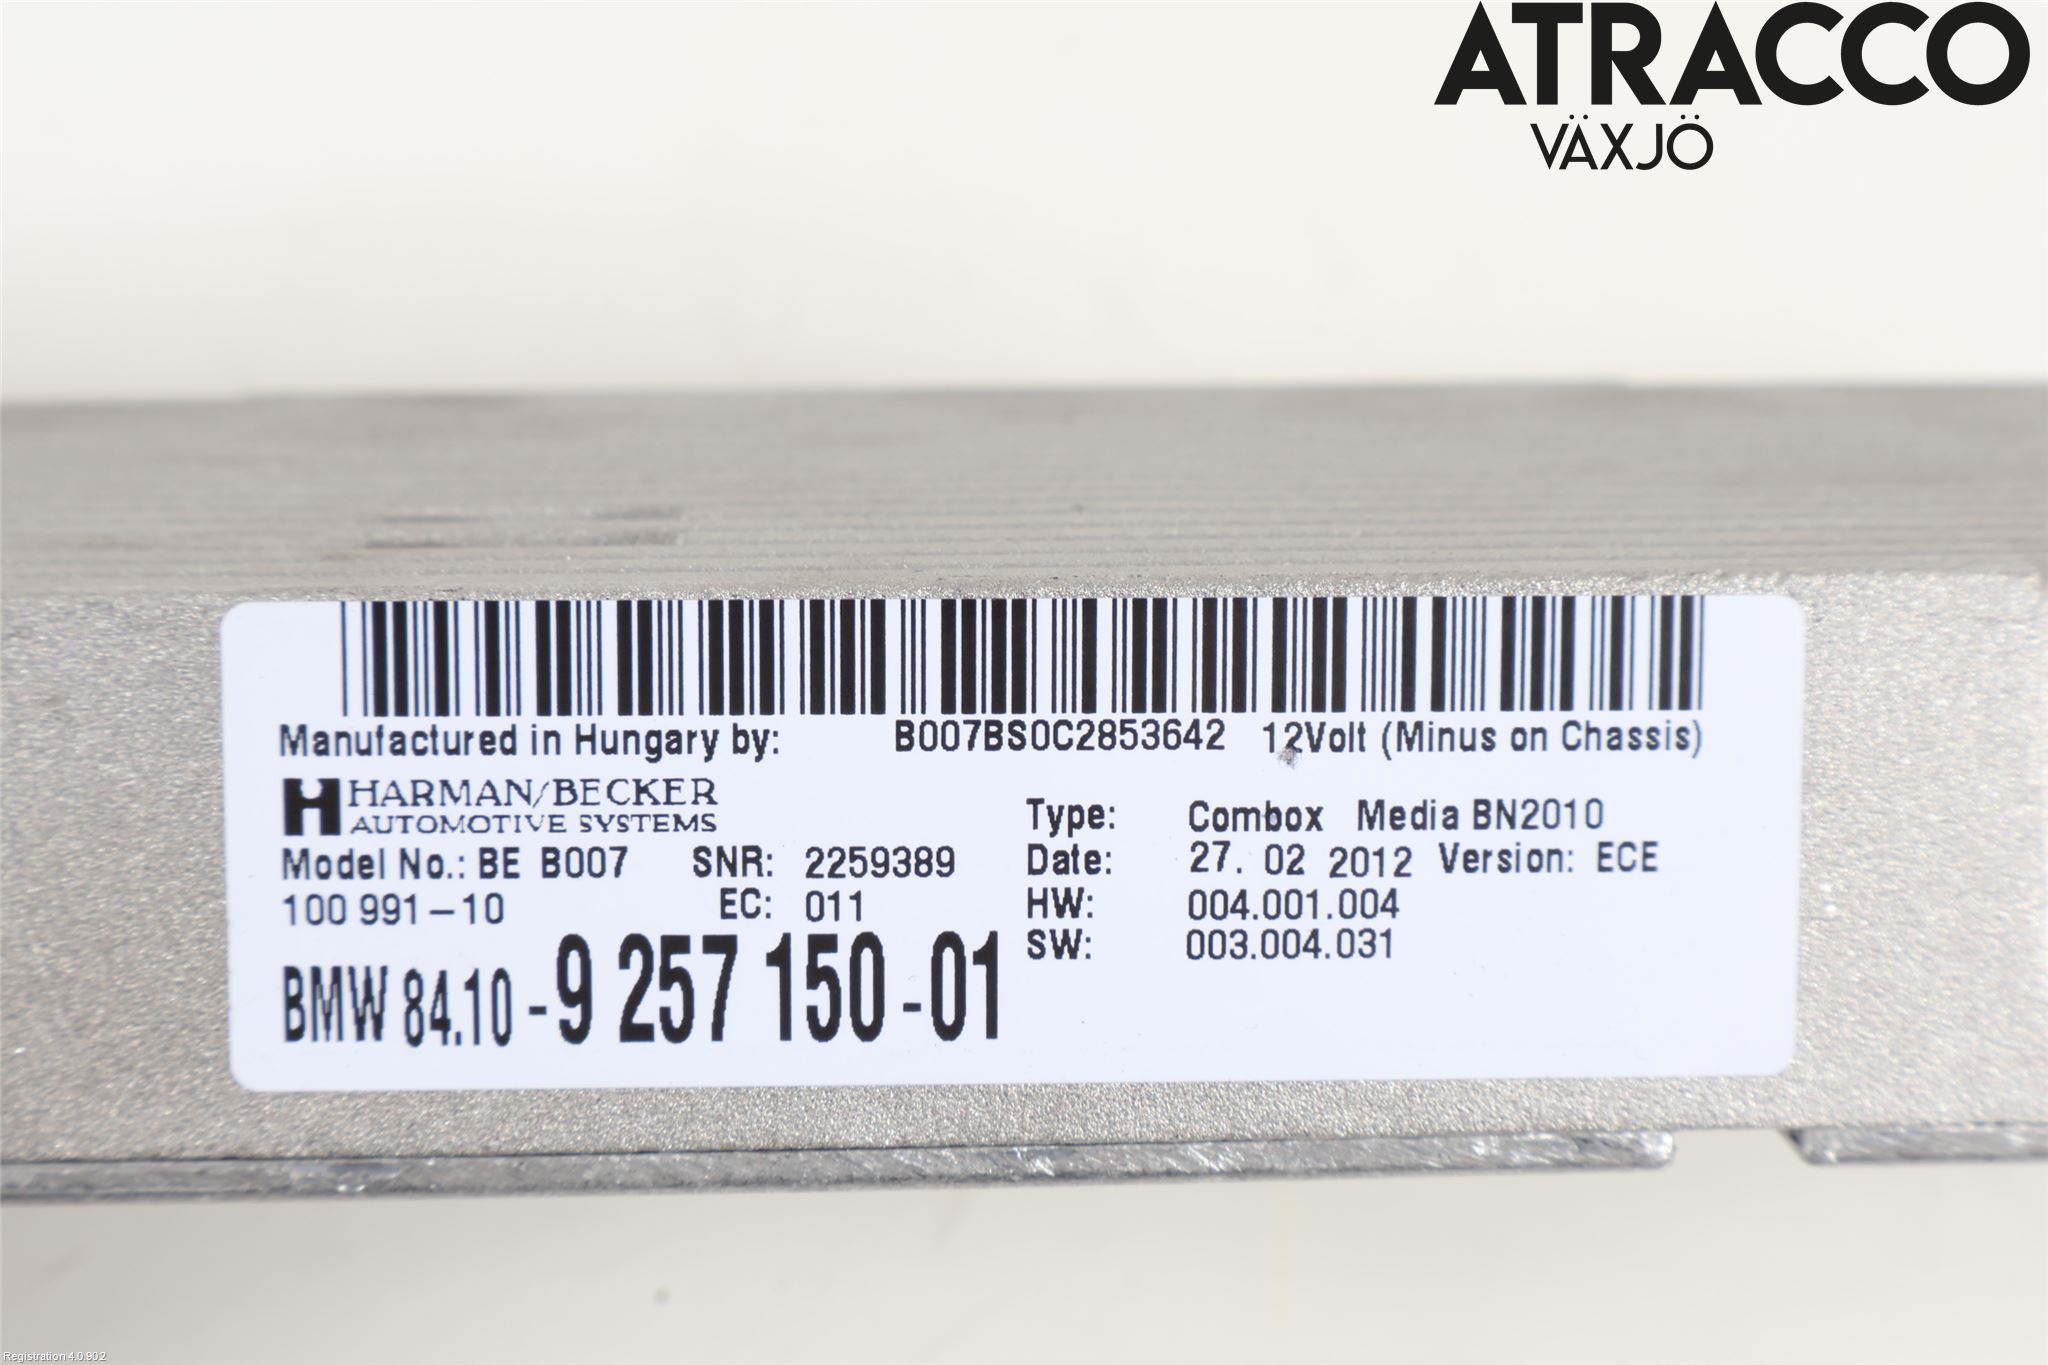 ATRACCO
VÄXJÖ
Manufactured in Hungary by: B007BS0C2853642 12Volt (Minus on Chassis)
HARMAN/BECKER
AUTOMOTIVE SYSTEMS
Type: Combox Media BN2010
Model No.: BE B007 SNR: 2259389
Date: 27. 02 2012 Version: ECE
100 991-10 EC: 011
HW: 004.001.004
SW: 003.004.031
BMW 84.10 - 9 257 150 - 01
Registration 4.0.90.2